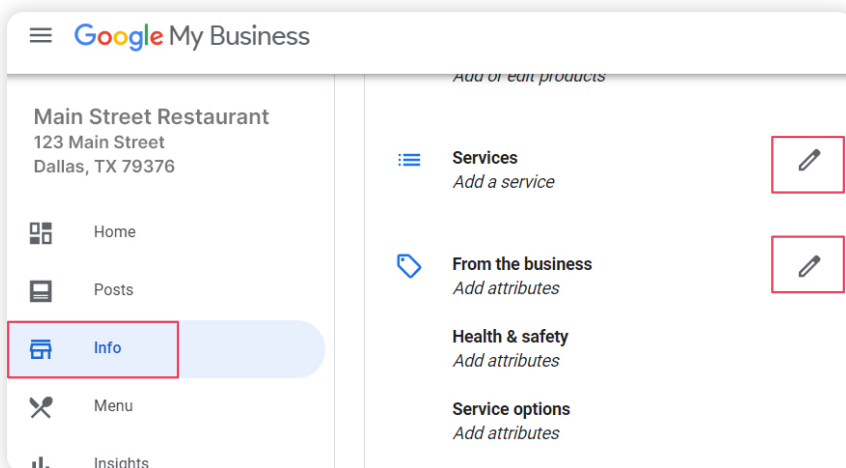 Google My Business
Main Street Restaurant
123 Main Street
Dallas, TX 79376
Home
Posts
Info
Menu
Insights
Add or edit products
Services
Add a service
From the business
Add attributes
Health & safety
Add attributes
Service options
Add attributes